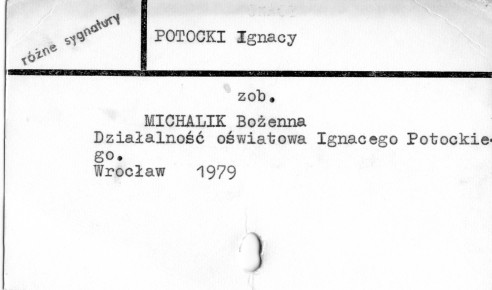 różne sygnatury
POTOCKI Ignacy
zob.
MICHALIK Bożenna
Działalność oświatowa Ignacego Potockie-
go.
Wrocław 1979